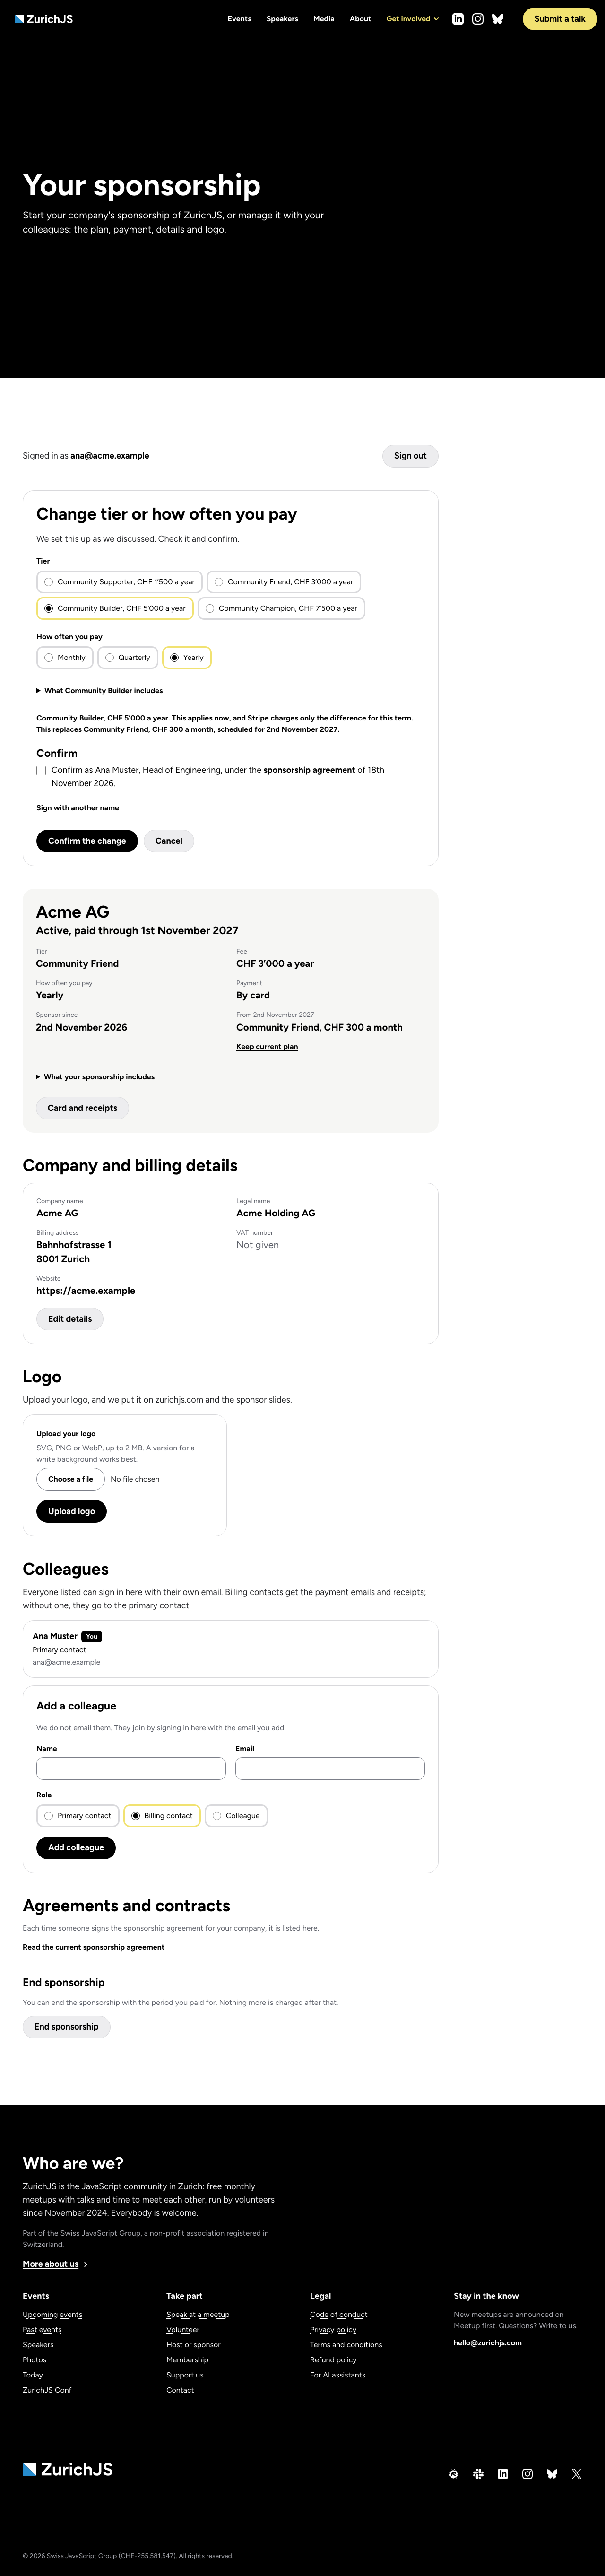 ZurichJS
Events
Speakers
Media
About
Get involved
Submit a talk
Your sponsorship
Start your company's sponsorship of ZurichJS, or manage it with your
colleagues: the plan, payment, details and logo.
Signed in as ana@acme.example
Sign out
Change tier or how often you pay
We set this up as we discussed. Check it and confirm.
Tier
Community Supporter, CHF 1'500 a year
Community Friend, CHF 3'000 a year
Community Builder, CHF 5'000 a year
Community Champion, CHF 7'500 a year
How often you pay
Monthly
Quarterly
Yearly
What Community Builder includes
Community Builder, CHF 5'000 a year. This applies now, and Stripe charges only the difference for this term.
This replaces Community Friend, CHF 300 a month, scheduled for 2nd November 2027.
Confirm
Confirm as Ana Muster, Head of Engineering, under the sponsorship agreement of 18th
November 2026.
Sign with another name
Confirm the change
Cancel
Acme AG
Active, paid through 1st November 2027
Tier
Community Friend
Fee
CHF 3'000 a year
How often you pay
Yearly
Payment
By card
Sponsor since
2nd November 2026
From 2nd November 2027
Community Friend, CHF 300 a month
Keep current plan
What your sponsorship includes
Card and receipts
Company and billing details
Company name
Acme AG
Legal name
Acme Holding AG
Billing address
Bahnhofstrasse 1
8001 Zurich
VAT number
Not given
Website
https://acme.example
Edit details
Logo
Upload your logo, and we put it on zurichjs.com and the sponsor slides.
Upload your logo
SVG, PNG or WebP, up to 2 MB. A version for a
white background works best.
Choose a file
No file chosen
Upload logo
Colleagues
Everyone listed can sign in here with their own email. Billing contacts get the payment emails and receipts;
without one, they go to the primary contact.
Ana Muster You
Primary contact
ana@acme.example
Add a colleague
We do not email them. They join by signing in here with the email you add.
Name
Email
Role
Primary contact
Billing contact
Colleague
Add colleague
Agreements and contracts
Each time someone signs the sponsorship agreement for your company, it is listed here.
Read the current sponsorship agreement
End sponsorship
You can end the sponsorship with the period you paid for. Nothing more is charged after that.
End sponsorship
Who are we?
ZurichJS is the JavaScript community in Zurich: free monthly
meetups with talks and time to meet each other, run by volunteers
since November 2024. Everybody is welcome.
Part of the Swiss JavaScript Group, a non-profit association registered in
Switzerland.
More about us
Events
Upcoming events
Past events
Speakers
Photos
Today
ZurichJS Conf
Take part
Speak at a meetup
Volunteer
Host or sponsor
Membership
Support us
Contact
Legal
Code of conduct
Privacy policy
Terms and conditions
Refund policy
For AI assistants
Stay in the know
New meetups are announced on
Meetup first. Questions? Write to us.
hello@zurichjs.com
ZurichJS
© 2026 Swiss JavaScript Group (CHE-255.581.547). All rights reserved.